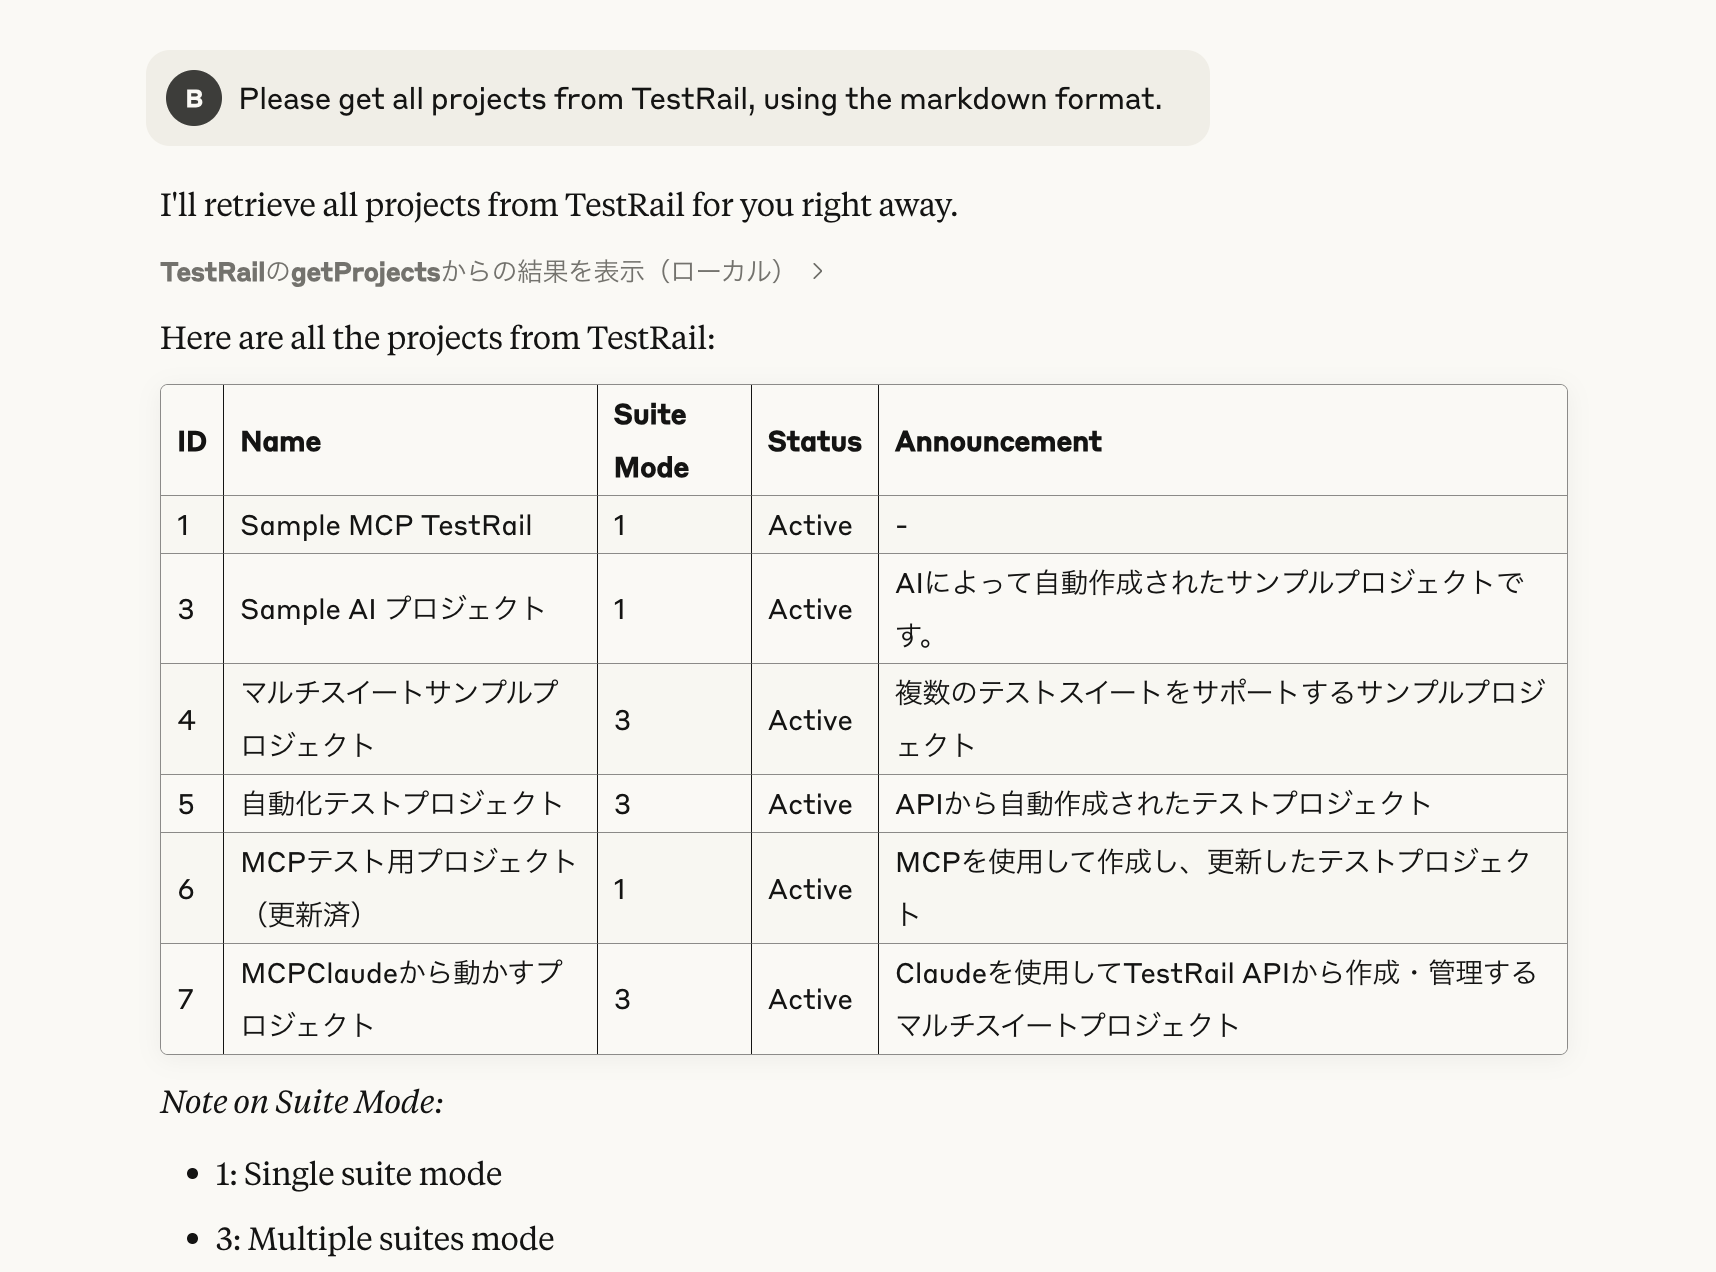 B Please get all projects from TestRail, using the markdown format.
I'll retrieve all projects from TestRail for you right away.
TestRailのgetProjectsからの結果を表示（ローカル）
Here are all the projects from TestRail:
ID Name Suite Mode Status Announcement
1 Sample MCP TestRail 1 Active -
3 Sample AI プロジェクト 1 Active AIによって自動作成されたサンプルプロジェクトで
す。
4 マルチスイートサンプルプ
ロジェクト 3 Active 複数のテストスイートをサポートするサンプルプロジ
ェクト
5 自動化テストプロジェクト 3 Active APIから自動作成されたテストプロジェクト
6 MCPテスト用プロジェクト
（更新済） 1 Active MCPを使用して作成し、更新したテストプロジェク
ト
7 MCPClaudeから動かすプ
ロジェクト 3 Active Claudeを使用してTestRail APIから作成・管理する
マルチスイートプロジェクト
Note on Suite Mode:
• 1: Single suite mode
• 3: Multiple suites mode